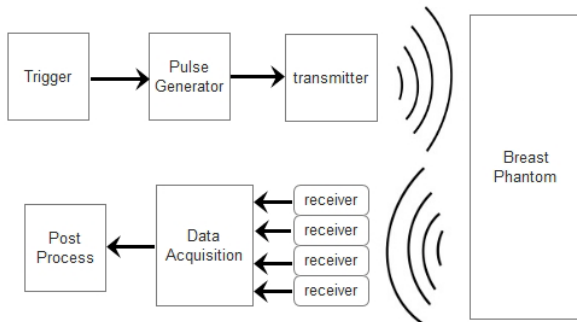 Trigger
Pulse
Generator
transmitter
Breast
Phantom
Post
Process
Data
Acquisition
receiver
receiver
receiver
receiver